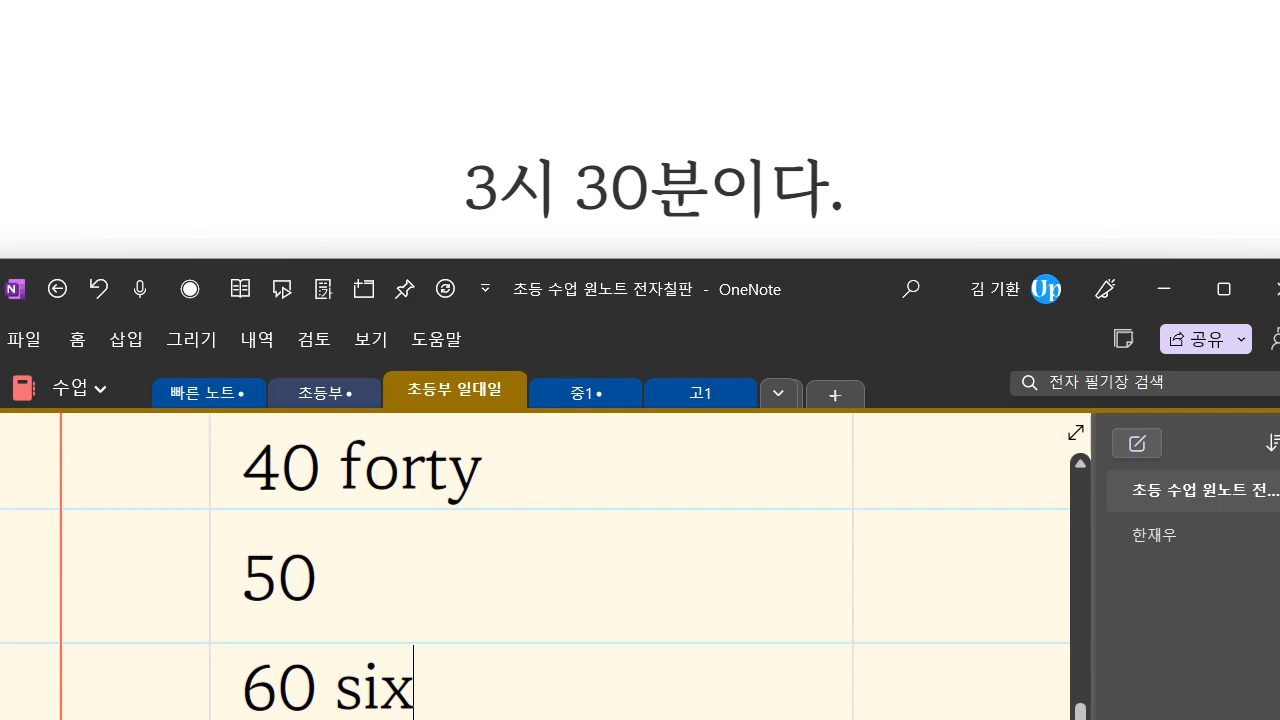 3시 30분이다.
초등 수업 원노트 전자칠판 - OneNote
김 기환 Up
파일 홈 삽입 그리기 내역 검토 보기 도움말
공유
수업
빠른 노트• 초등부• 초등부 일대일 중1• 고1
전자 필기장 검색
40 forty
초등 수업 원노트 전...
한재우
50
60 six